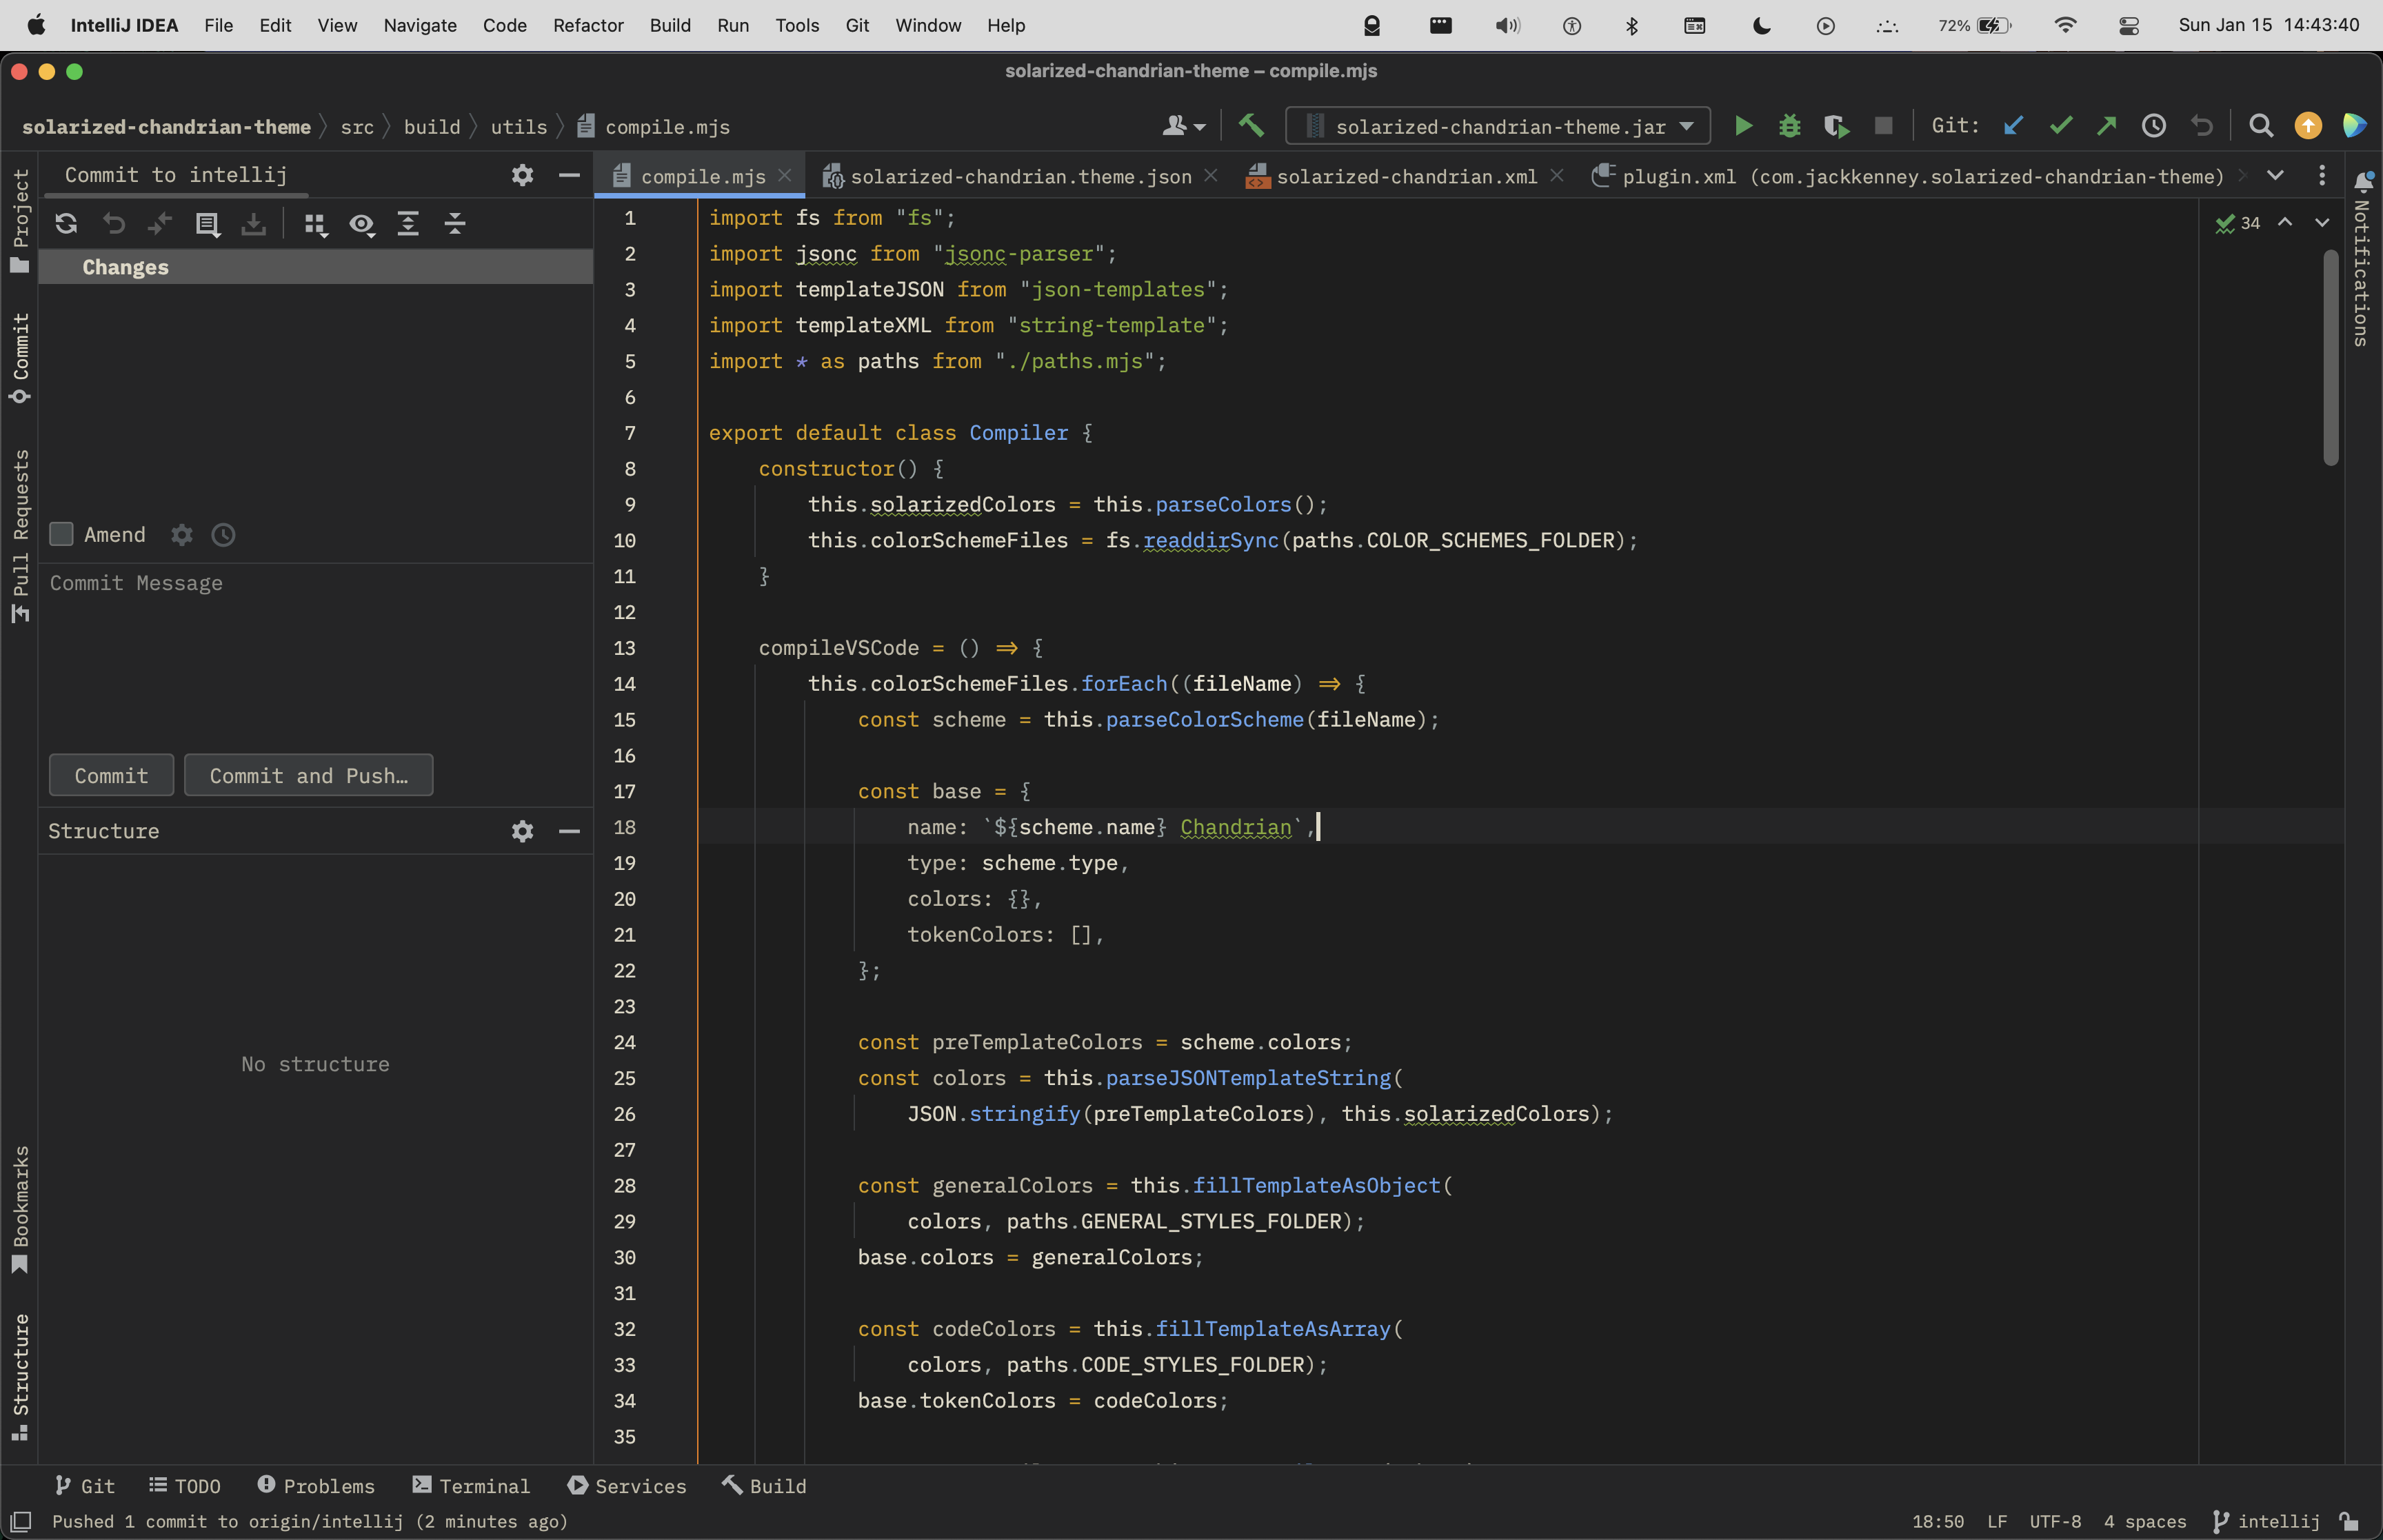 IntelliJ IDEA File Edit View Navigate Code Refactor Build Run Tools Git Window Help 72% Sun Jan 15 14:43:40
solarized-chandrian-theme – compile.mjs
solarized-chandrian-theme src build utils compile.mjs solarized-chandrian-theme.jar Git:
Project
Commit
Pull Requests
Bookmarks
Structure
Commit to intellij
Changes
Amend
Commit Message
Commit Commit and Push…
Structure
No structure
compile.mjs solarized-chandrian.theme.json solarized-chandrian.xml plugin.xml (com.jackkenney.solarized-chandrian-theme)
34
Notifications
1 import fs from "fs";
2 import jsonc from "jsonc-parser";
3 import templateJSON from "json-templates";
4 import templateXML from "string-template";
5 import * as paths from "./paths.mjs";
6
7 export default class Compiler {
8 constructor() {
9 this.solarizedColors = this.parseColors();
10 this.colorSchemeFiles = fs.readdirSync(paths.COLOR_SCHEMES_FOLDER);
11 }
12
13 compileVSCode = () => {
14 this.colorSchemeFiles.forEach((fileName) => {
15 const scheme = this.parseColorScheme(fileName);
16
17 const base = {
18 name: `${scheme.name} Chandrian`,
19 type: scheme.type,
20 colors: {},
21 tokenColors: [],
22 };
23
24 const preTemplateColors = scheme.colors;
25 const colors = this.parseJSONTemplateString(
26 JSON.stringify(preTemplateColors), this.solarizedColors);
27
28 const generalColors = this.fillTemplateAsObject(
29 colors, paths.GENERAL_STYLES_FOLDER);
30 base.colors = generalColors;
31
32 const codeColors = this.fillTemplateAsArray(
33 colors, paths.CODE_STYLES_FOLDER);
34 base.tokenColors = codeColors;
35
Git TODO Problems Terminal Services Build
Pushed 1 commit to origin/intellij (2 minutes ago) 18:50 LF UTF-8 4 spaces intellij